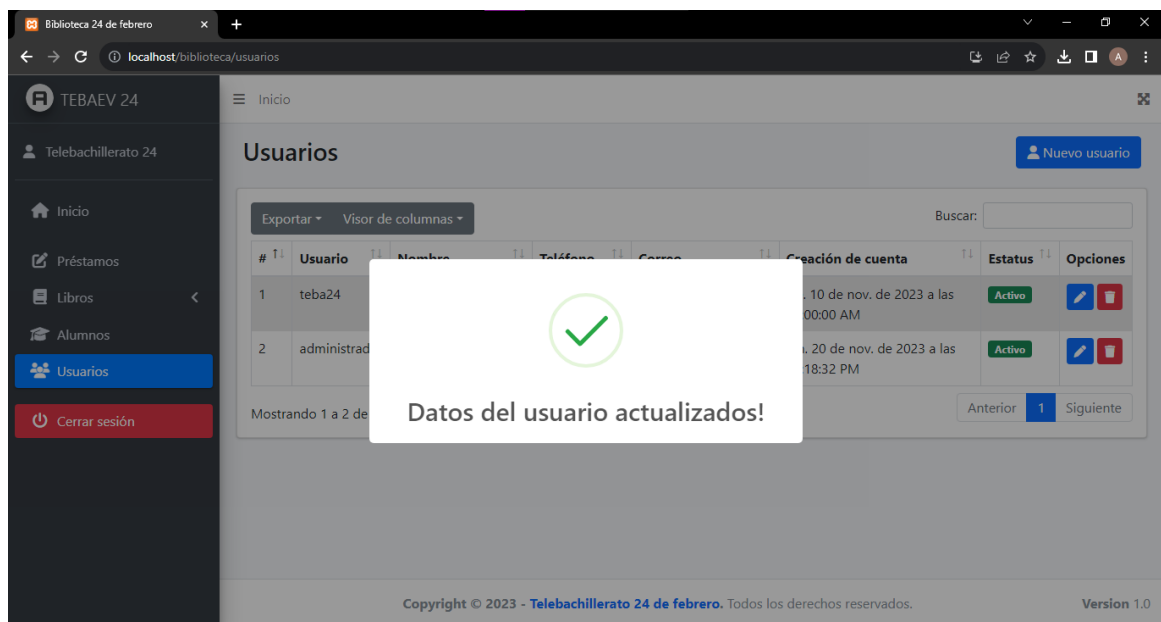 Biblioteca 24 de febrero
localhost/biblioteca/usuarios
A
TEBAEV 24
Inicio
Telebachillerato 24
Usuarios
Nuevo usuario
Inicio
Préstamos
Libros
Alumnos
Usuarios
Cerrar sesión
Exportar Visor de columnas
Buscar:
# Usuario Nombre Teléfono Correo Creación de cuenta Estatus Opciones
1 teba24 . 10 de nov. de 2023 a las Activo
:00:00 AM
2 administrad . 20 de nov. de 2023 a las Activo
:18:32 PM
Datos del usuario actualizados!
Mostrando 1 a 2 de
Anterior 1 Siguiente
Copyright © 2023 - Telebachillerato 24 de febrero. Todos los derechos reservados.
Version 1.0